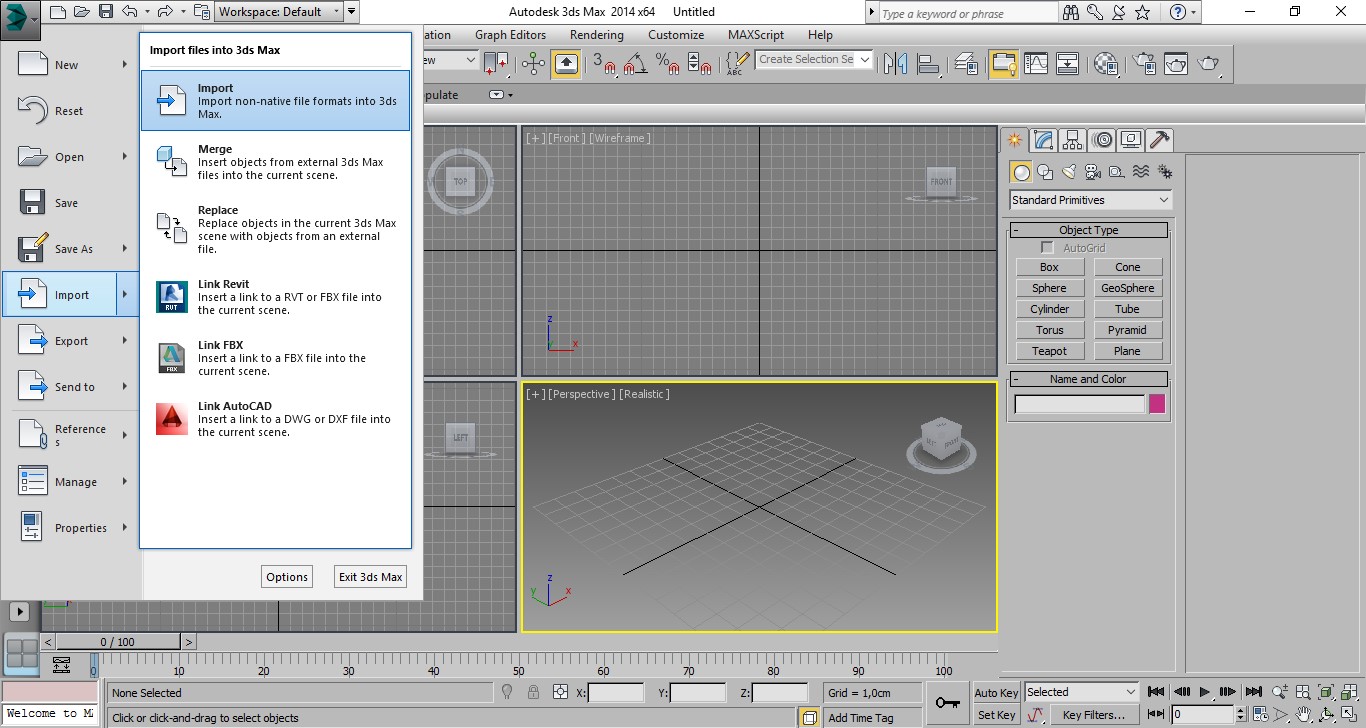 Workspace: Default
Autodesk 3ds Max 2014 x64 Untitled
Type a keyword or phrase
ation Graph Editors Rendering Customize MAXScript Help
ew
3
%
ABC
Create Selection Se
pulate
New
Reset
Open
Save
Save As
Import
Export
Send to
Reference
s
Manage
Properties
Import files into 3ds Max
Import
Import non-native file formats into 3ds
Max.
Merge
Insert objects from external 3ds Max
files into the current scene.
Replace
Replace objects in the current 3ds Max
scene with objects from an external
file.
RVT
Link Revit
Insert a link to a RVT or FBX file into
the current scene.
FBX
Link FBX
Insert a link to a FBX file into the
current scene.
Link AutoCAD
Insert a link to a DWG or DXF file into
the current scene.
Options Exit 3ds Max
TOP
[+] [Front] [Wireframe]
FRONT
z
x
LEFT
[+] [Perspective] [Realistic]
z
y x
Standard Primitives
- Object Type
AutoGrid
Box Cone
Sphere GeoSphere
Cylinder Tube
Torus Pyramid
Teapot Plane
- Name and Color
< 0 / 100 >
0 10 20 30 40 50 60 70 80 90 100
None Selected X: Y: Z: Grid = 1,0cm Auto Key Selected
Welcome to Click or click-and-drag to select objects Add Time Tag Set Key Key Filters... 0